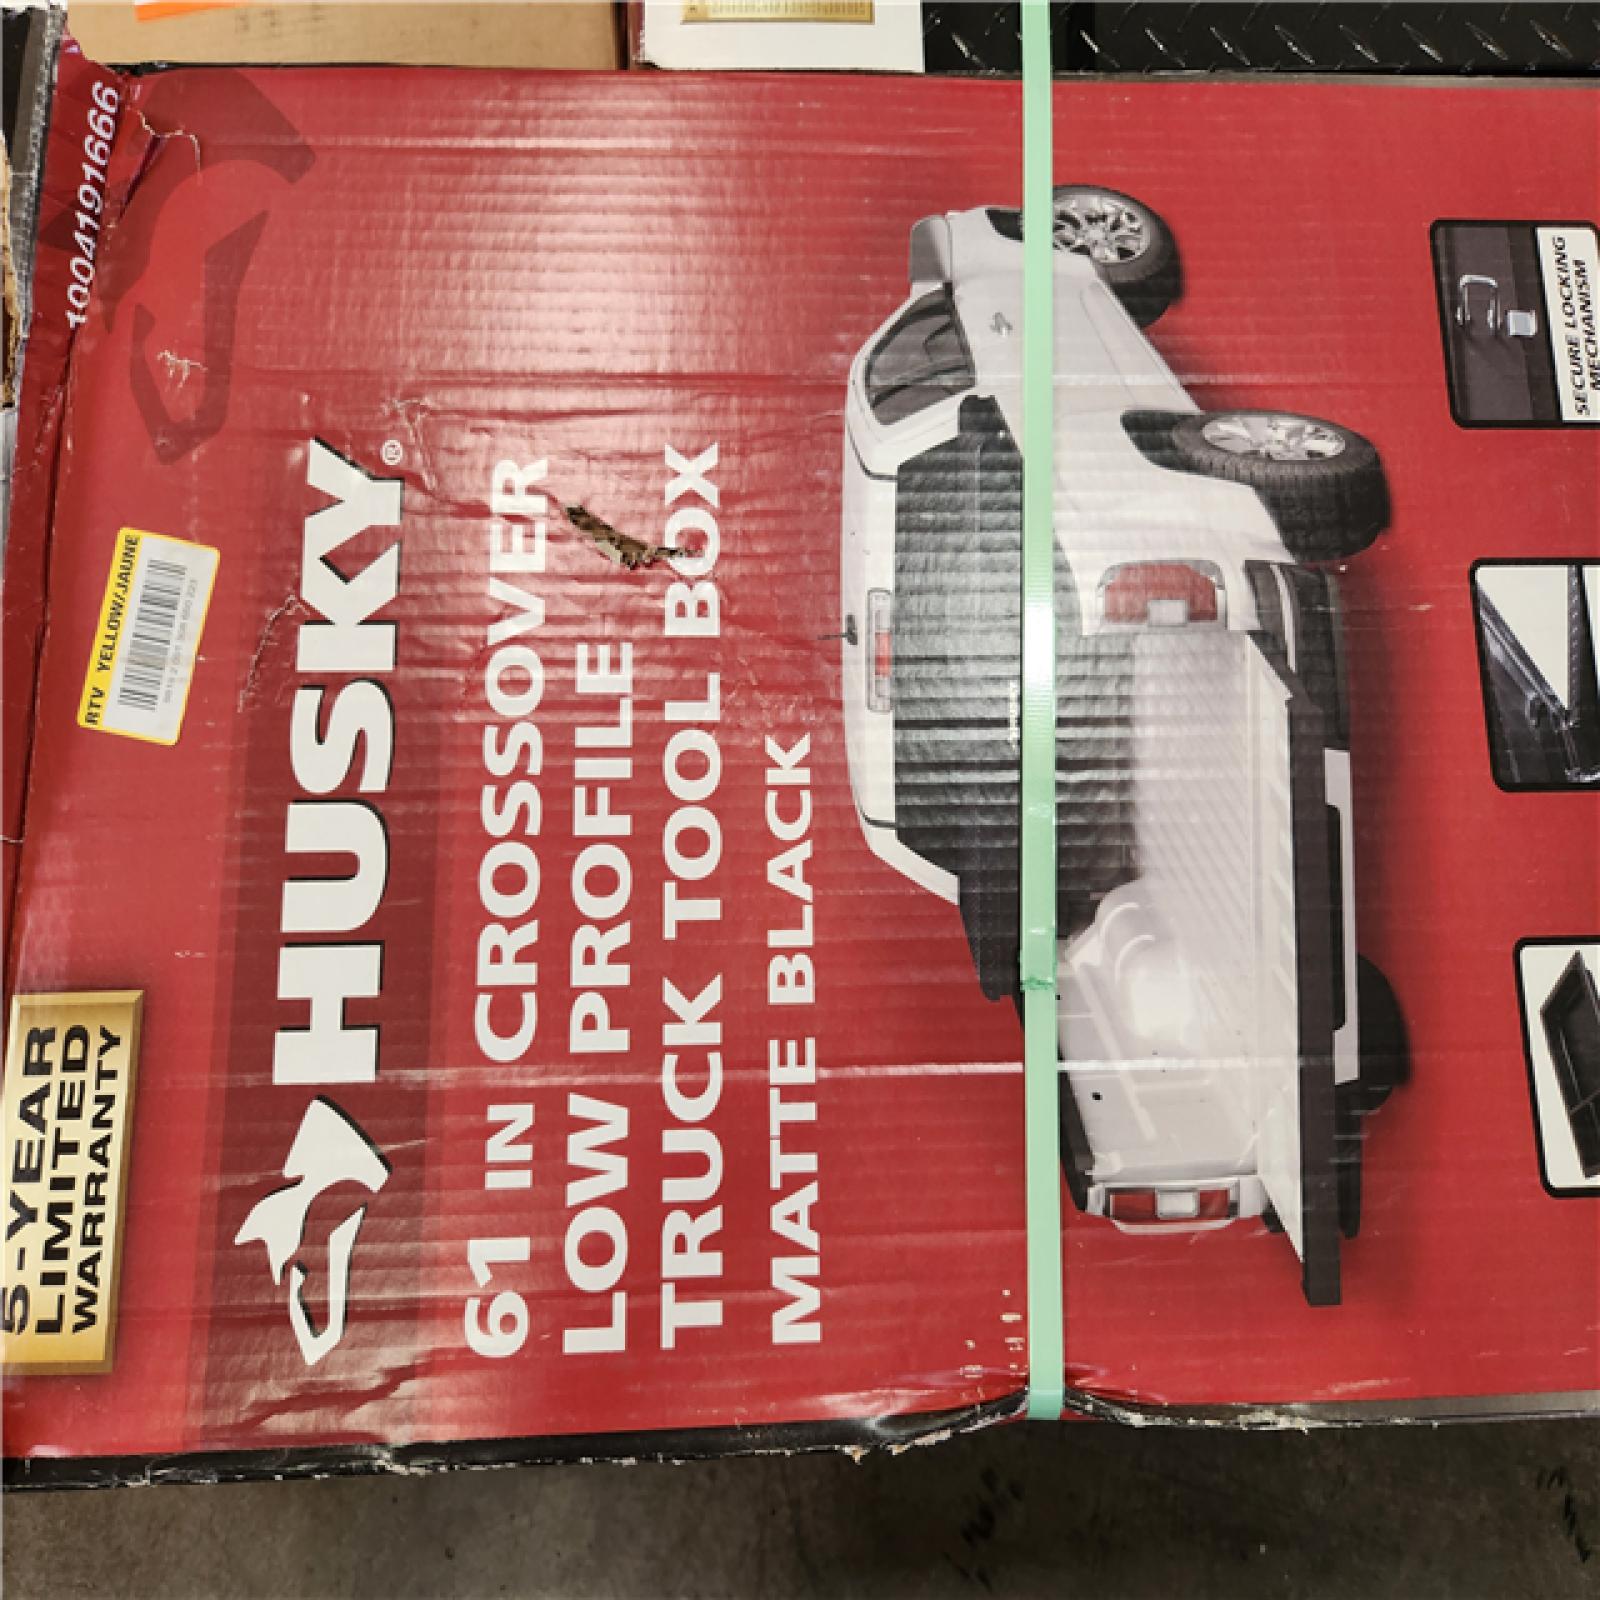 1004191666
RTV YELLOW/JAUNE
5-YEAR
LIMITED
WARRANTY
HUSKY®
61 IN CROSSOVER
LOW PROFILE
TRUCK TOOL BOX
MATTE BLACK
SECURE LOCKING
MECHANISM